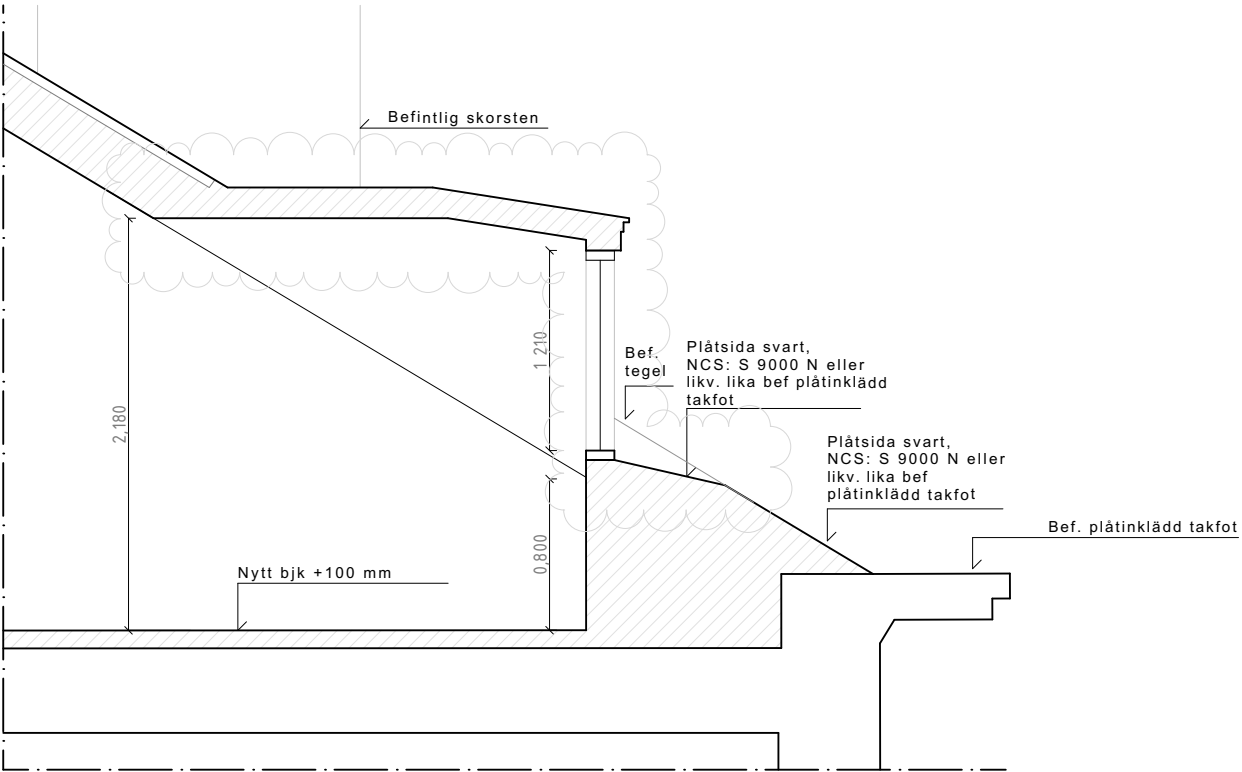 Befintlig skorsten
1 210
Bef.
tegel
Plåtsida svart,
NCS: S 9000 N eller
likv. lika bef plåtinklädd
takfot
2,180
Plåtsida svart,
NCS: S 9000 N eller
likv. lika bef
plåtinklädd takfot
Bef. plåtinklädd takfot
0,800
Nytt bjk +100 mm